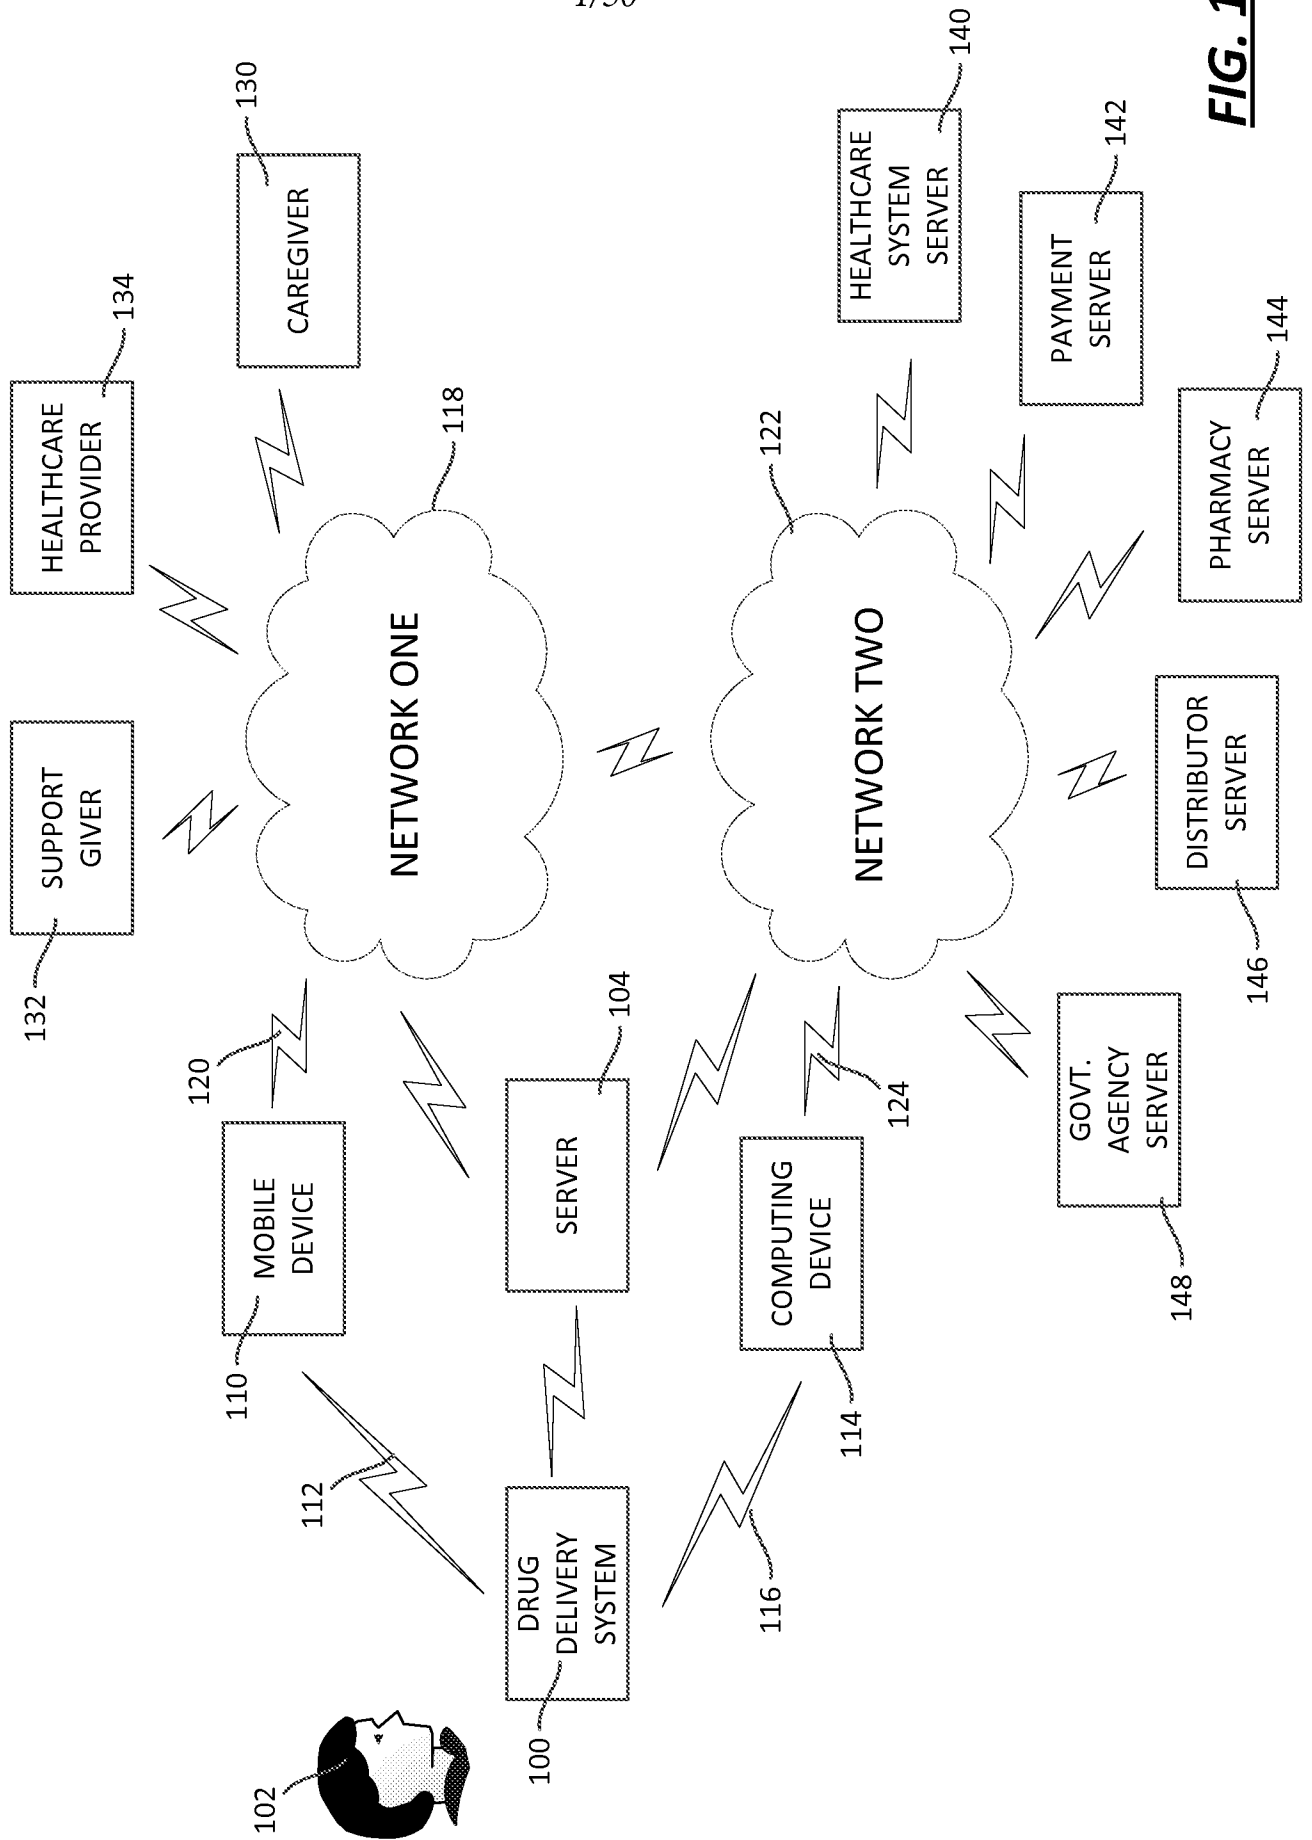 132
SUPPORT
GIVER
HEALTHCARE
PROVIDER
134
120
130
110
MOBILE
DEVICE
CAREGIVER
102
112
NETWORK ONE
118
100
DRUG
DELIVERY
SYSTEM
SERVER
104
116
114
COMPUTING
DEVICE
124
NETWORK TWO
122
HEALTHCARE
SYSTEM
SERVER
140
PAYMENT
SERVER
142
148
GOVT.
AGENCY
SERVER
146
DISTRIBUTOR
SERVER
PHARMACY
SERVER
144
FIG. 1